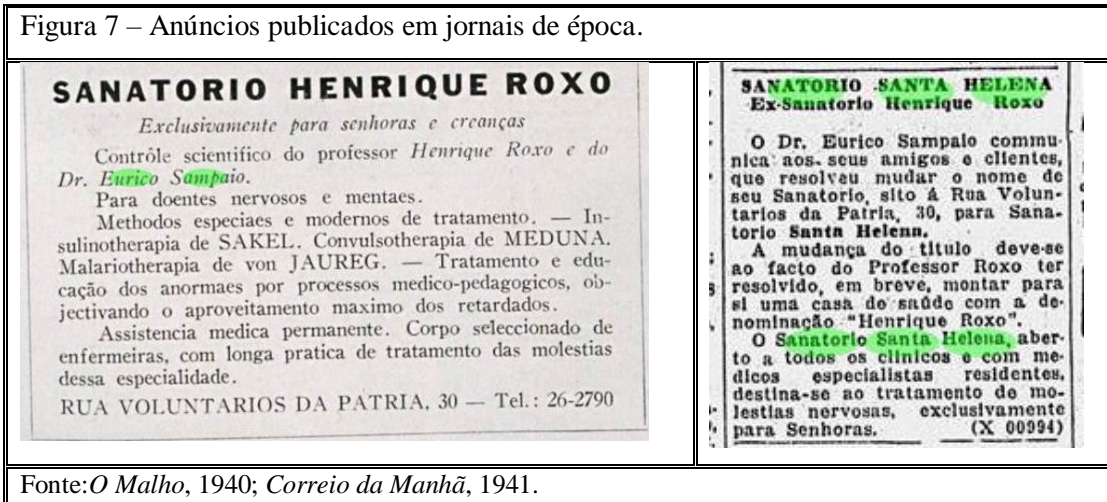 Figura 7 – Anúncios publicados em jornais de época.
SANATORIO HENRIQUE ROXO
Exclusivamente para senhoras e creanças
Contrôle scientifico do professor Henrique Roxo e do
Dr. Eurico Sampaio.
Para doentes nervosos e mentaes.
Methodos especiaes e modernos de tratamento. — In-
sulinotherapia de SAKEL. Convulsotherapia de MEDUNA.
Malariotherapia de von JAUREG. — Tratamento e edu-
cação dos anormaes por processos medico-pedagogicos, ob-
jectivando o aproveitamento maximo dos retardados.
Assistencia medica permanente. Corpo seleccionado de
enfermeiras, com longa pratica de tratamento das molestias
dessa especialidade.
RUA VOLUNTARIOS DA PATRIA, 30 — Tel.: 26-2790
SANATORIO SANTA HELENA
Ex-Sanatorio Henrique Roxo
O Dr. Eurico Sampaio commu-
nica aos seus amigos e clientes,
que resolveu mudar o nome de
seu Sanatorio, sito á Rua Volun-
tarios da Patria, 30, para Sana-
torio Santa Helena.
A mudança do titulo deve-se
ao facto do Professor Roxo ter
resolvido, em breve, montar para
si uma casa de saúde com a de-
nominação "Henrique Roxo".
O Sanatorio Santa Helena, aber-
to a todos os clinicos e com me-
dicos especialistas residentes,
destina-se ao tratamento de mo-
lestias nervosas, exclusivamente
para Senhoras. (X 00994)
Fonte:O Malho, 1940; Correio da Manhã, 1941.